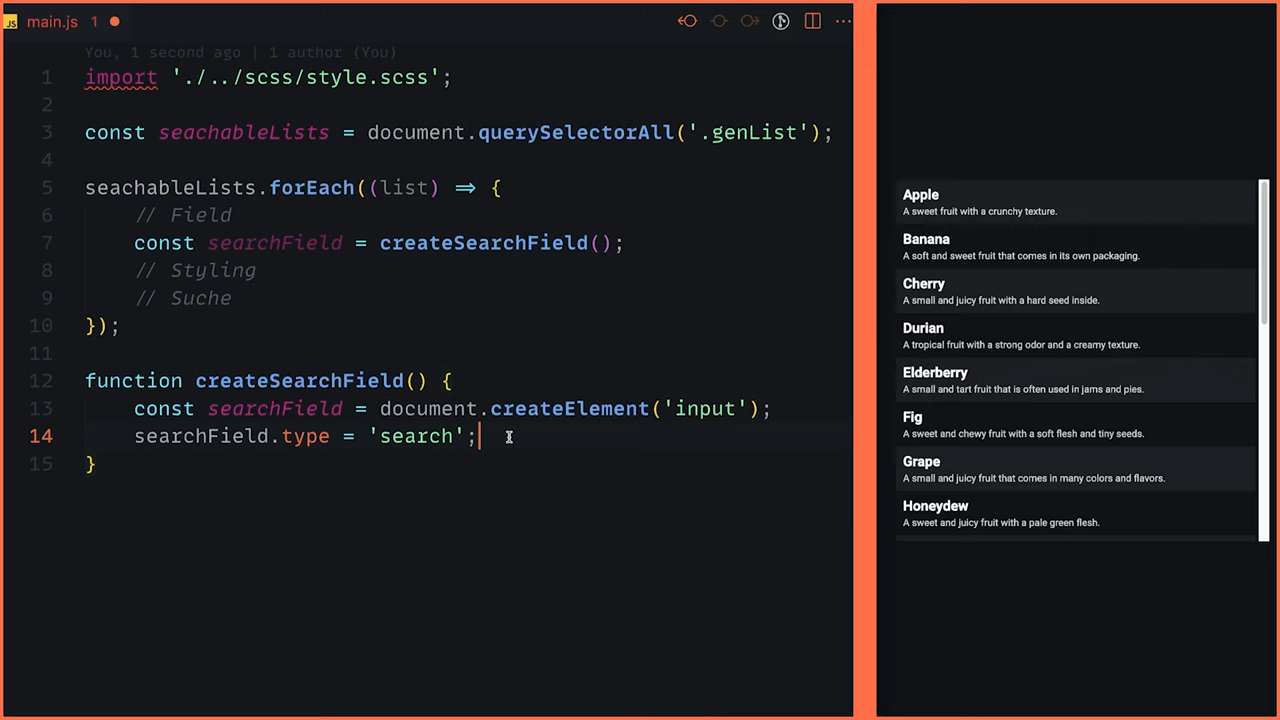 JS main.js 1
You, 1 second ago | 1 author (You)
1 import './../scss/style.scss';
2
3 const seachableLists = document.querySelectorAll('.genList');
4
5 seachableLists.forEach((list) ⇒ {
6 // Field
7 const searchField = createSearchField();
8 // Styling
9 // Suche
10 });
11
12 function createSearchField() {
13 const searchField = document.createElement('input');
14 searchField.type = 'search';
15 }
Apple
A sweet fruit with a crunchy texture.
Banana
A soft and sweet fruit that comes in its own packaging.
Cherry
A small and juicy fruit with a hard seed inside.
Durian
A tropical fruit with a strong odor and a creamy texture.
Elderberry
A small and tart fruit that is often used in jams and pies.
Fig
A sweet and chewy fruit with a soft flesh and tiny seeds.
Grape
A small and juicy fruit that comes in many colors and flavors.
Honeydew
A sweet and juicy fruit with a pale green flesh.